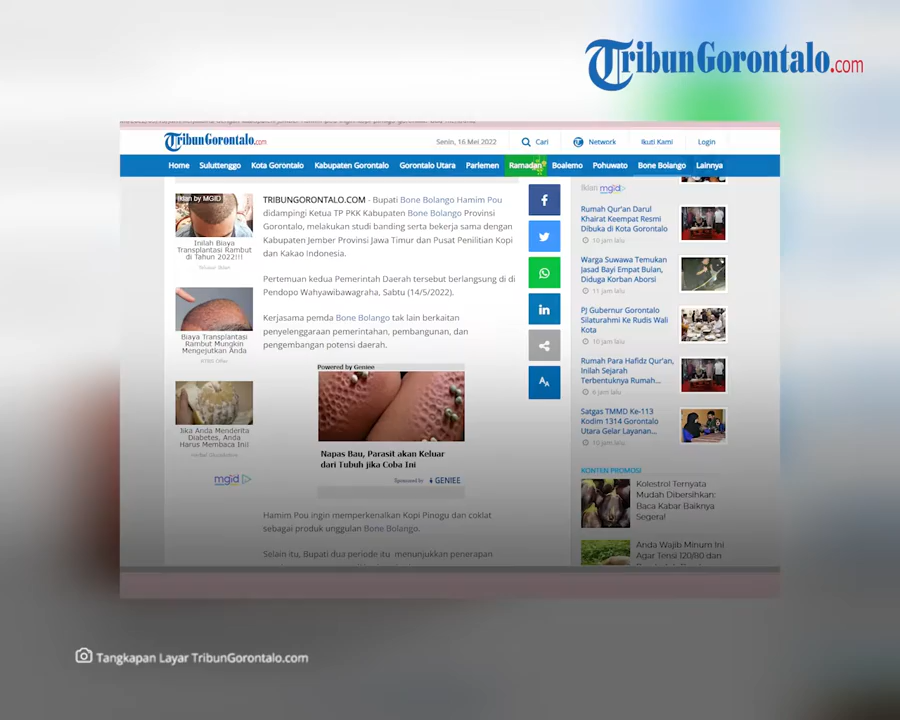 TribunGorontalo.com
TribunGorontalo.com
Senin, 16 Mei 2022
Cari
Network
Ikuti Kami
Login
Home Suluttenggo Kota Gorontalo Kabupaten Gorontalo Gorontalo Utara Parlemen Ramadan Boalemo Pohuwato Bone Bolango Lainnya
Iklan by MGID
Inilah Biaya
Transplantasi Rambut
di Tahun 2022!!!
Biaya Transplantasi
Rambut Mungkin
Mengejutkan Anda
Jika Anda Menderita
Diabetes, Anda
Harus Membaca Ini
mgid
TRIBUNGORONTALO.COM - Bupati Bone Bolango Hamim Pou
didampingi Ketua TP PKK Kabupaten Bone Bolango Provinsi
Gorontalo, melakukan studi banding serta bekerja sama dengan
Kabupaten Jember Provinsi Jawa Timur dan Pusat Penilitian Kopi
dan Kakao Indonesia.
Pertemuan kedua Pemerintah Daerah tersebut berlangsung di di
Pendopo Wahyawibawagraha, Sabtu (14/5/2022).
Kerjasama pemda Bone Bolango tak lain berkaitan
penyelenggaraan pemerintahan, pembangunan, dan
pengembangan potensi daerah.
Powered by Geniee
Napas Bau, Parasit akan Keluar
dari Tubuh jika Coba Ini
Sponsored by GENIEE
Hamim Pou ingin memperkenalkan Kopi Pinogu dan coklat
sebagai produk unggulan Bone Bolango.
Selain itu, Bupati dua periode itu menunjukkan penerapan
Iklan mgid
Rumah Qur'an Darul
Khairat Keempat Resmi
Dibuka di Kota Gorontalo
10 jam lalu
Warga Suwawa Temukan
Jasad Bayi Empat Bulan,
Diduga Korban Aborsi
11 jam lalu
PJ Gubernur Gorontalo
Silaturahmi Ke Rudis Wali
Kota
10 jam lalu
Rumah Para Hafidz Qur'an,
Inilah Sejarah
Terbentuknya Rumah...
6 jam lalu
Satgas TMMD Ke-113
Kodim 1314 Gorontalo
Utara Gelar Layanan...
10 jam lalu
KONTEN PROMOSI
Kolestrol Ternyata
Mudah Dibersihkan:
Baca Kabar Baiknya
Segera!
Anda Wajib Minum Ini
Agar Tensi 120/80 dan
Tangkapan Layar TribunGorontalo.com